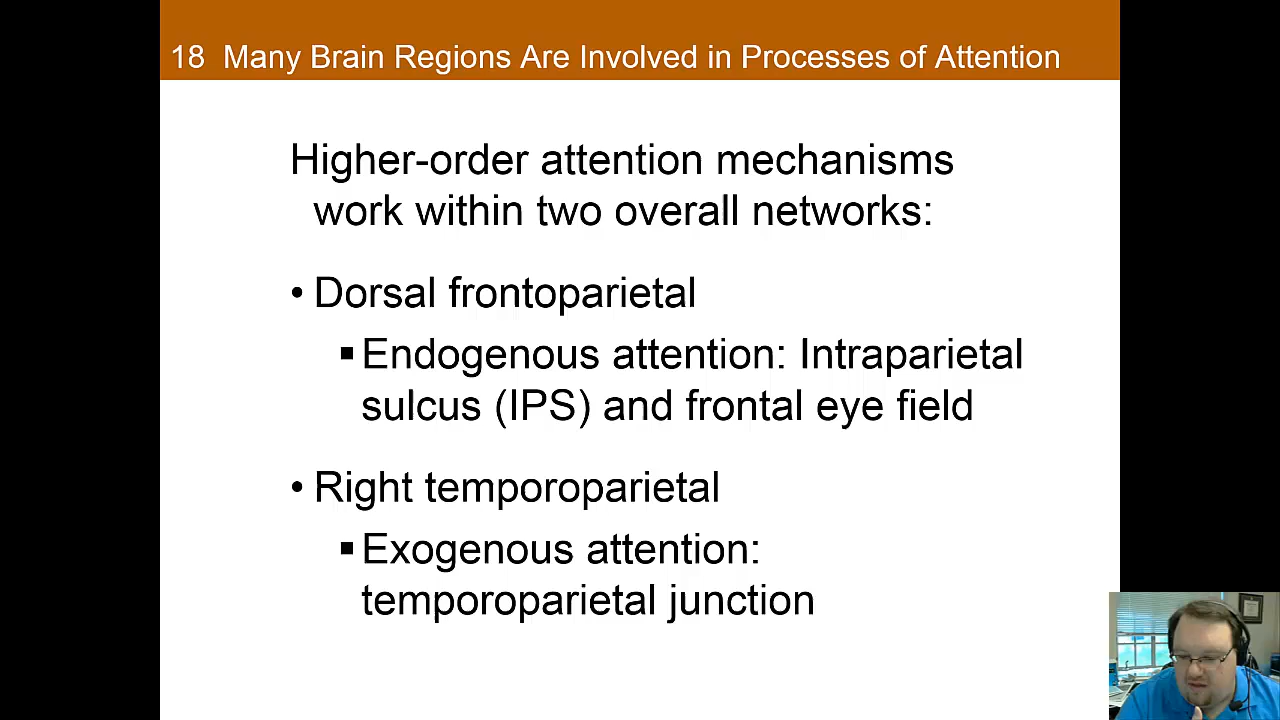 18 Many Brain Regions Are Involved in Processes of Attention
Higher-order attention mechanisms
work within two overall networks:
• Dorsal frontoparietal
▪ Endogenous attention: Intraparietal
sulcus (IPS) and frontal eye field
• Right temporoparietal
▪ Exogenous attention:
temporoparietal junction